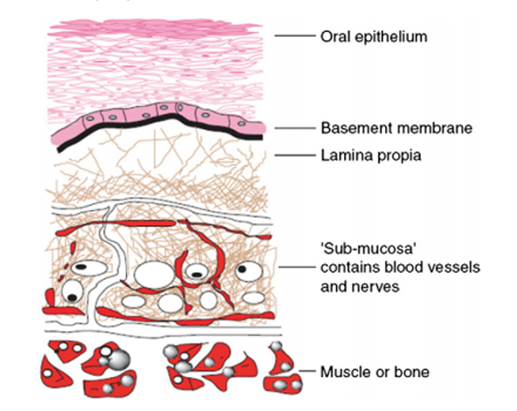 Oral epithelium
Basement membrane
Lamina propia
'Sub-mucosa'
contains blood vessels
and nerves
Muscle or bone